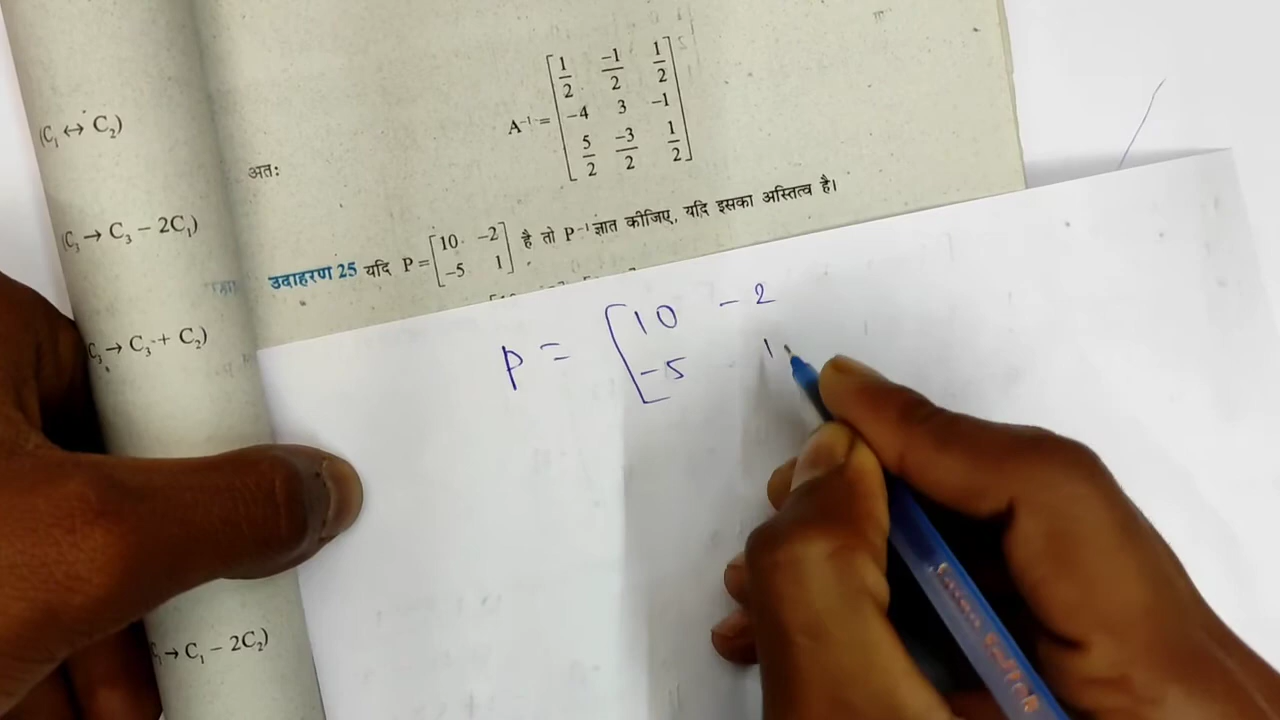 (C₁ ↔ C₂)
(C₃ → C₃ − 2C₁)
C₃ → C₃ + C₂)
→ C₁ − 2C₂)
अतः
A⁻¹ = [1/2 -1/2 1/2
-4 3 -1
5/2 -3/2 1/2]
उदाहरण 25 यदि P = [10 -2
-5 1] है तो P⁻¹ ज्ञात कीजिए, यदि इसका अस्तित्व है।
P = [10 -2
-5 1